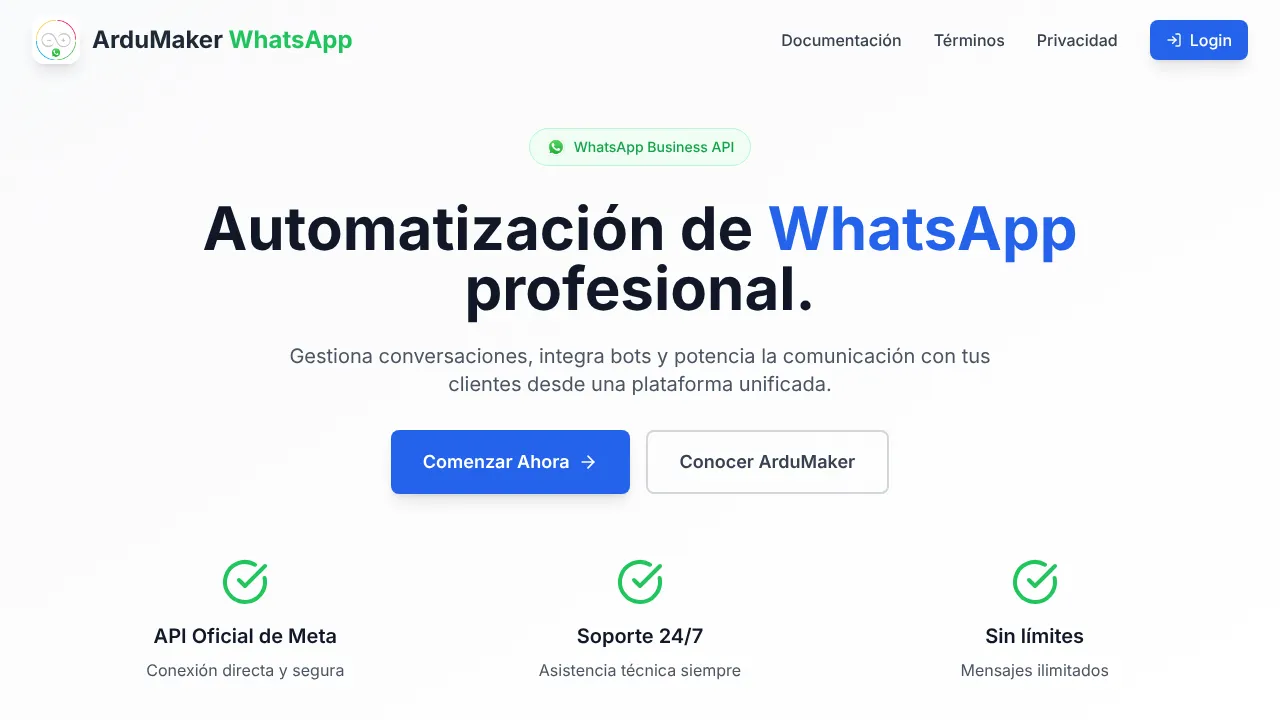 ArduMaker WhatsApp
Documentación
Términos
Privacidad
Login
WhatsApp Business API
Automatización de WhatsApp
profesional.
Gestiona conversaciones, integra bots y potencia la comunicación con tus
clientes desde una plataforma unificada.
Comenzar Ahora
Conocer ArduMaker
API Oficial de Meta
Conexión directa y segura
Soporte 24/7
Asistencia técnica siempre
Sin límites
Mensajes ilimitados